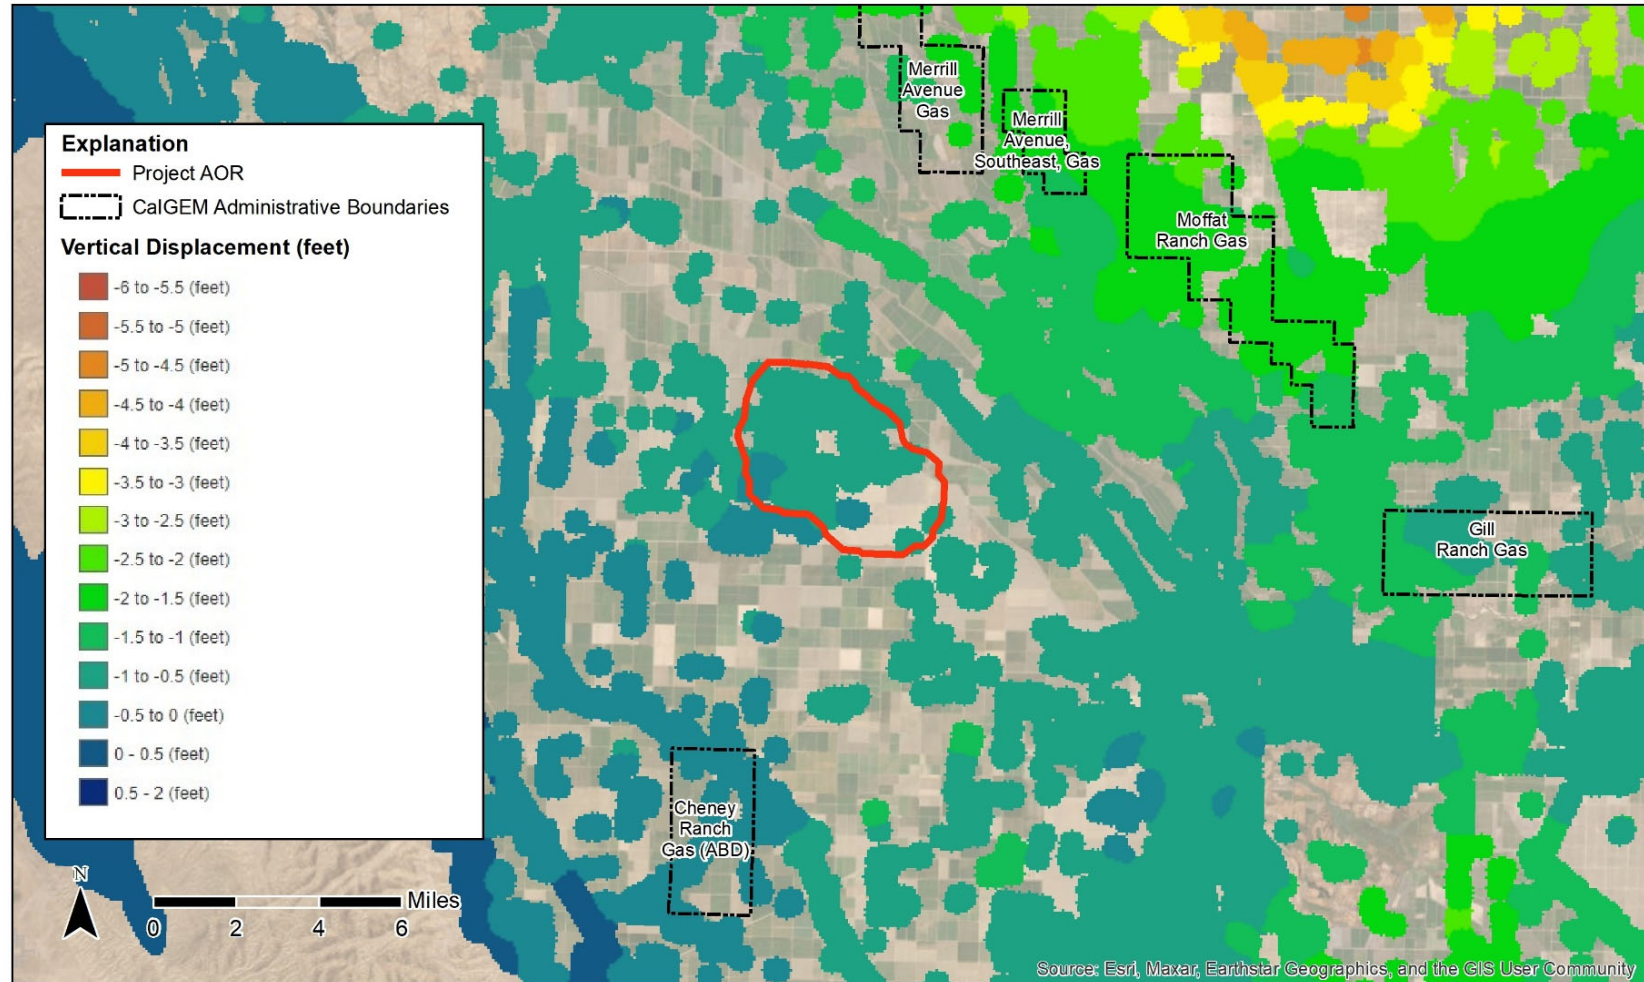 Explanation
Project AOR
CalGEM Administrative Boundaries
Vertical Displacement (feet)
-6 to -5.5 (feet)
-5.5 to -5 (feet)
-5 to -4.5 (feet)
-4.5 to -4 (feet)
-4 to -3.5 (feet)
-3.5 to -3 (feet)
-3 to -2.5 (feet)
-2.5 to -2 (feet)
-2 to -1.5 (feet)
-1.5 to -1 (feet)
-1 to -0.5 (feet)
-0.5 to 0 (feet)
0 - 0.5 (feet)
0.5 - 2 (feet)
N
Miles
0 2 4 6
Merrill
Avenue
Gas
Merrill
Avenue,
Southeast, Gas
Moffat
Ranch Gas
Gill
Ranch Gas
Cheney
Ranch
Gas (ABD)
Source: Esri, Maxar, Earthstar Geographics, and the GIS User Community